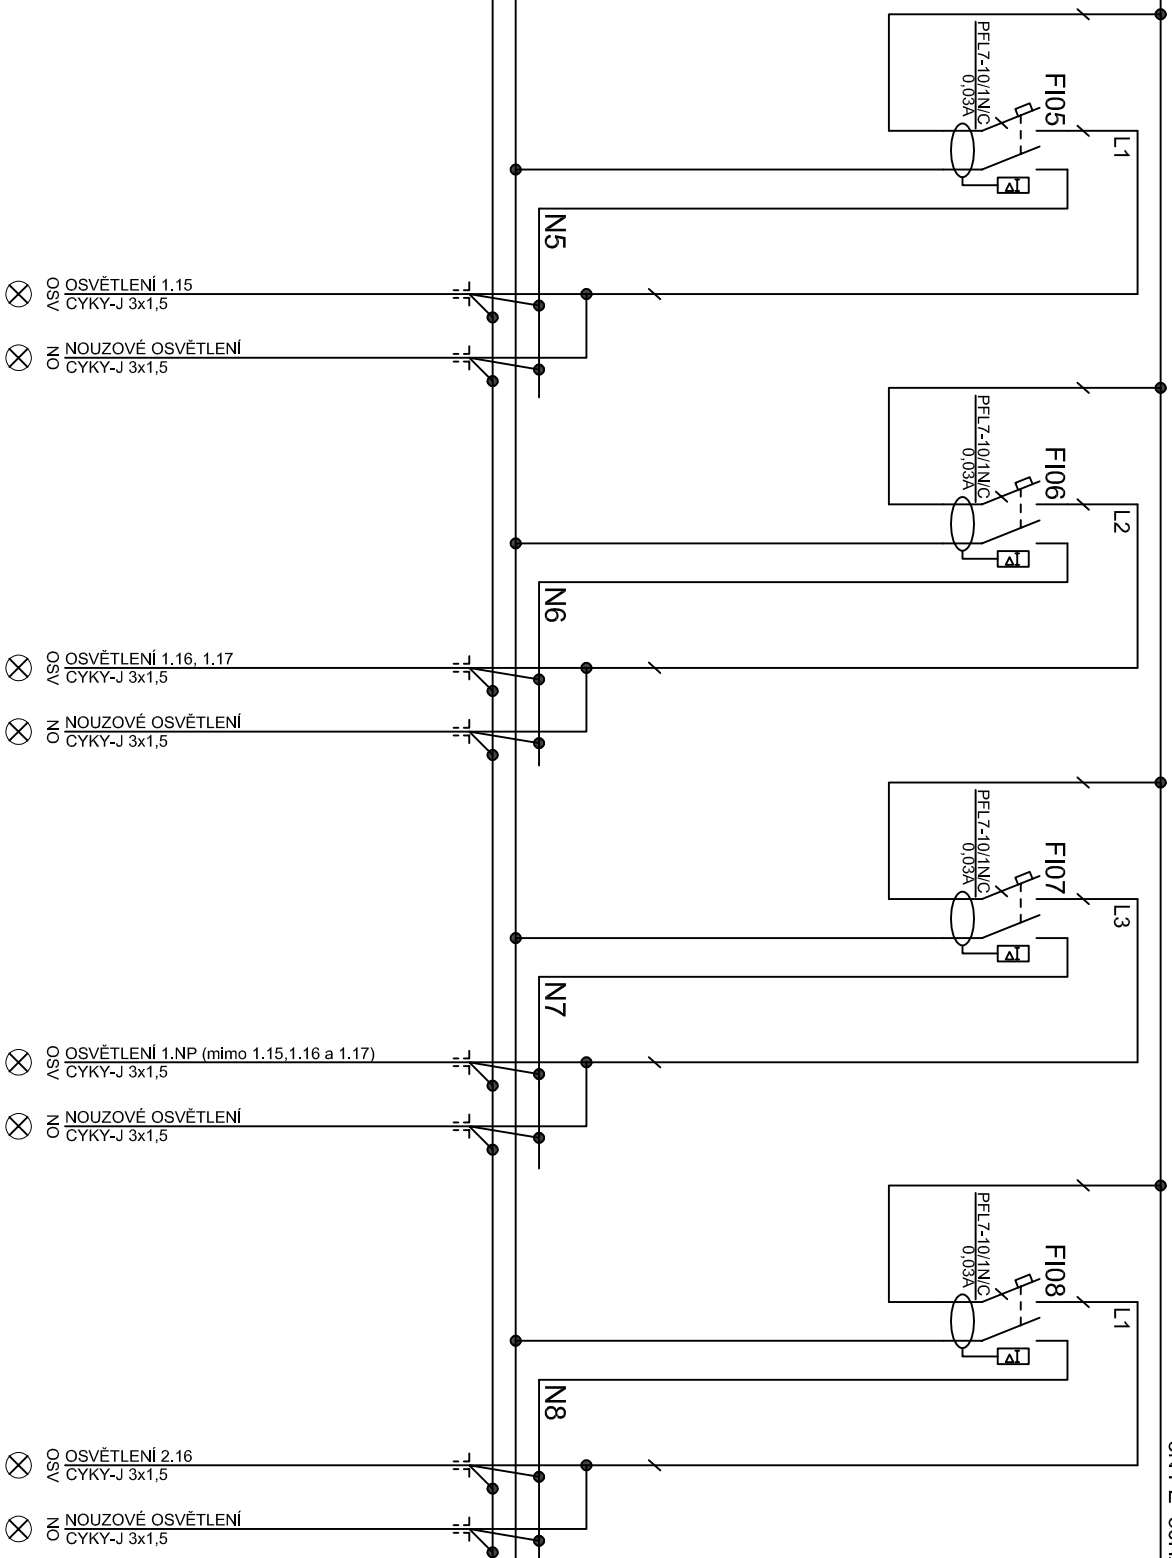 FI05
PFL7-10/1N/C
0,03A
L1
ΔI
N5
OSVĚTLENÍ 1.15
CYKY-J 3x1,5
OSV
NOUZOVÉ OSVĚTLENÍ
CYKY-J 3x1,5
NO
FI06
PFL7-10/1N/C
0,03A
L2
ΔI
N6
OSVĚTLENÍ 1.16, 1.17
CYKY-J 3x1,5
OSV
NOUZOVÉ OSVĚTLENÍ
CYKY-J 3x1,5
NO
FI07
PFL7-10/1N/C
0,03A
L3
ΔI
N7
OSVĚTLENÍ 1.NP (mimo 1.15,1.16 a 1.17)
CYKY-J 3x1,5
OSV
NOUZOVÉ OSVĚTLENÍ
CYKY-J 3x1,5
NO
FI08
PFL7-10/1N/C
0,03A
L1
ΔI
N8
OSVĚTLENÍ 2.16
CYKY-J 3x1,5
OSV
NOUZOVÉ OSVĚTLENÍ
CYKY-J 3x1,5
NO